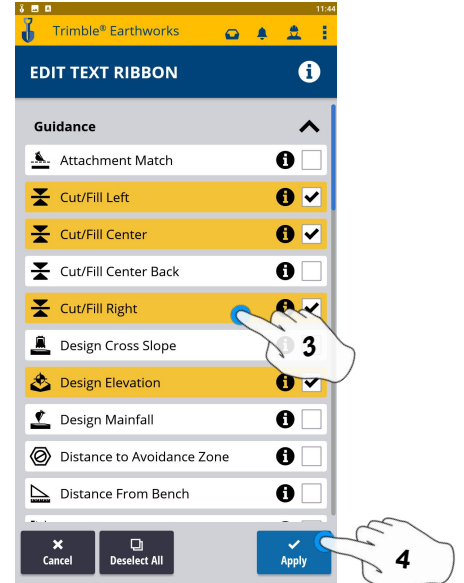 11:44
Trimble® Earthworks
EDIT TEXT RIBBON
Guidance
Attachment Match
Cut/Fill Left
Cut/Fill Center
Cut/Fill Center Back
Cut/Fill Right
Design Cross Slope
3
Design Elevation
Design Mainfall
Distance to Avoidance Zone
Distance From Bench
Cancel
Deselect All
Apply
4